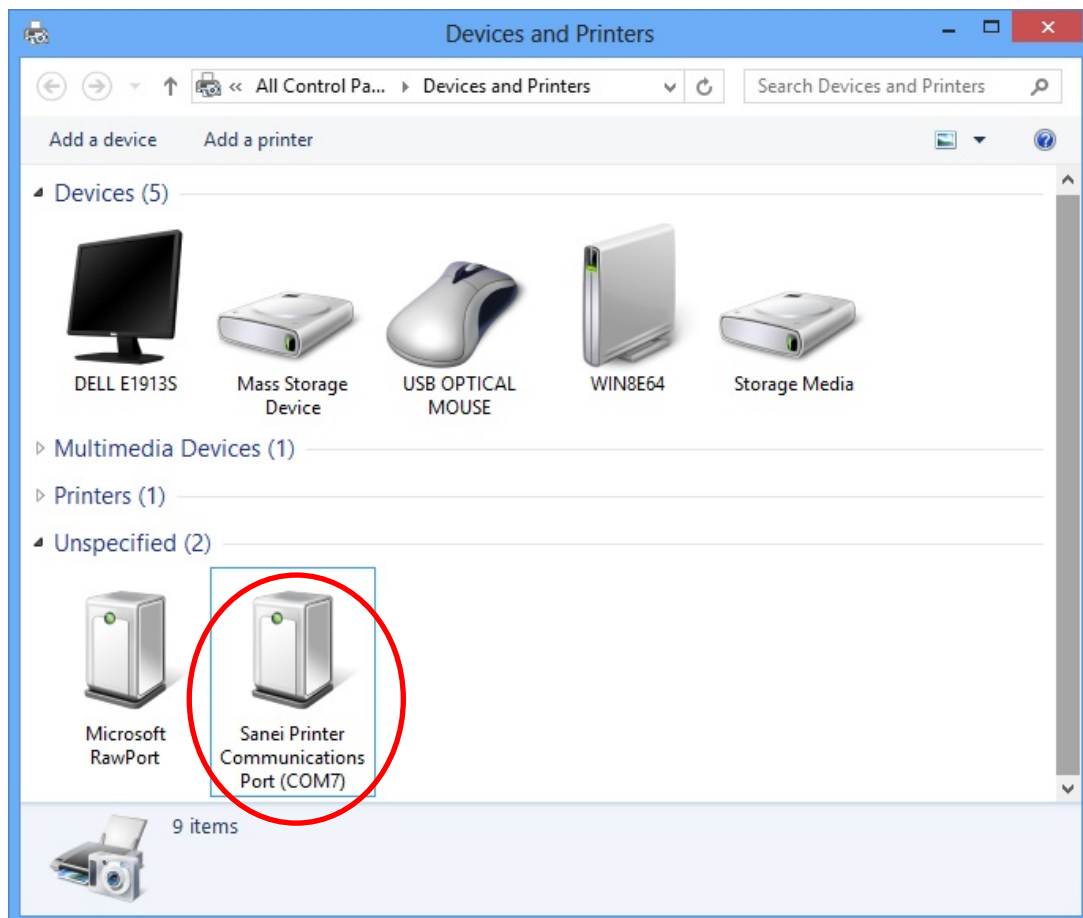 Devices and Printers
« All Control Pa... Devices and Printers
Search Devices and Printers
Add a device Add a printer
Devices (5)
DELL E1913S
Mass Storage
Device
USB OPTICAL
MOUSE
WIN8E64
Storage Media
Multimedia Devices (1)
Printers (1)
Unspecified (2)
Microsoft
RawPort
Sanei Printer
Communications
Port (COM7)
9 items